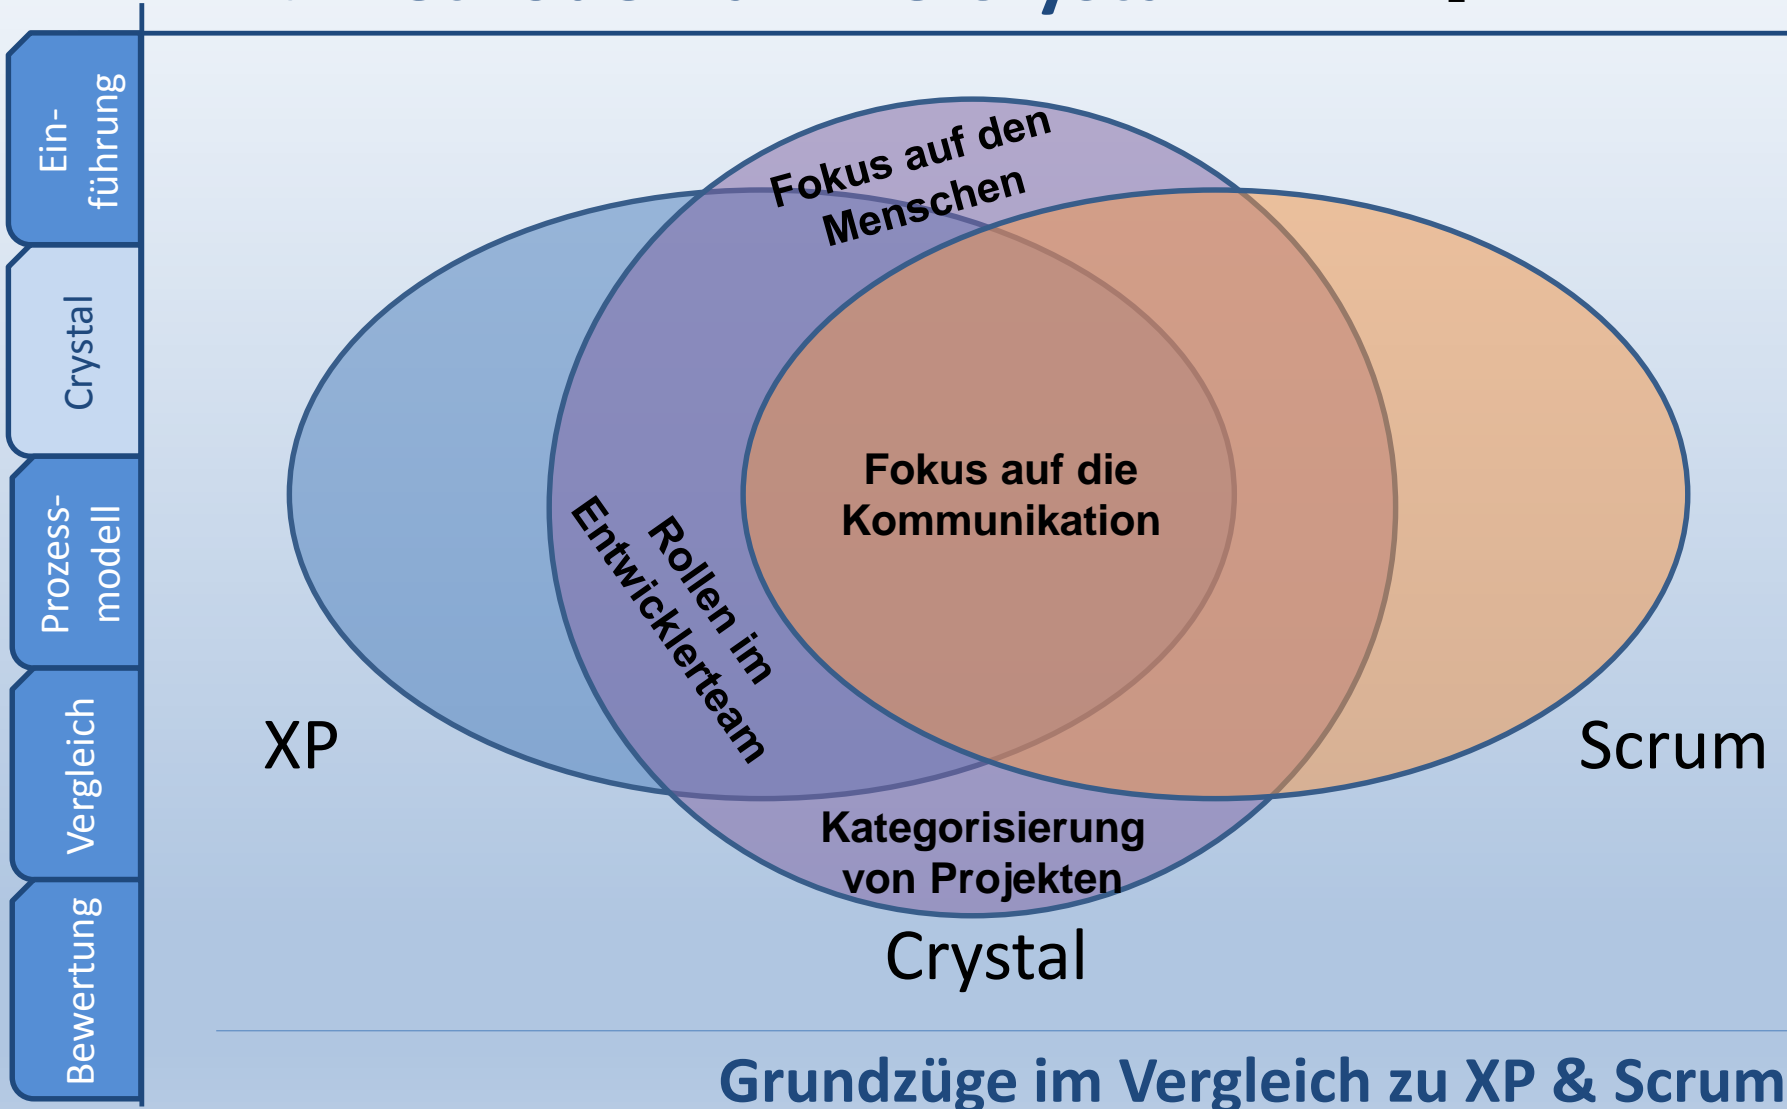 Ein-
führung
Crystal
Prozess-
modell
Vergleich
Bewertung
Fokus auf den
Menschen
Fokus auf die
Kommunikation
Rollen im
Entwicklerteam
XP
Scrum
Kategorisierung
von Projekten
Crystal
Grundzüge im Vergleich zu XP & Scrum